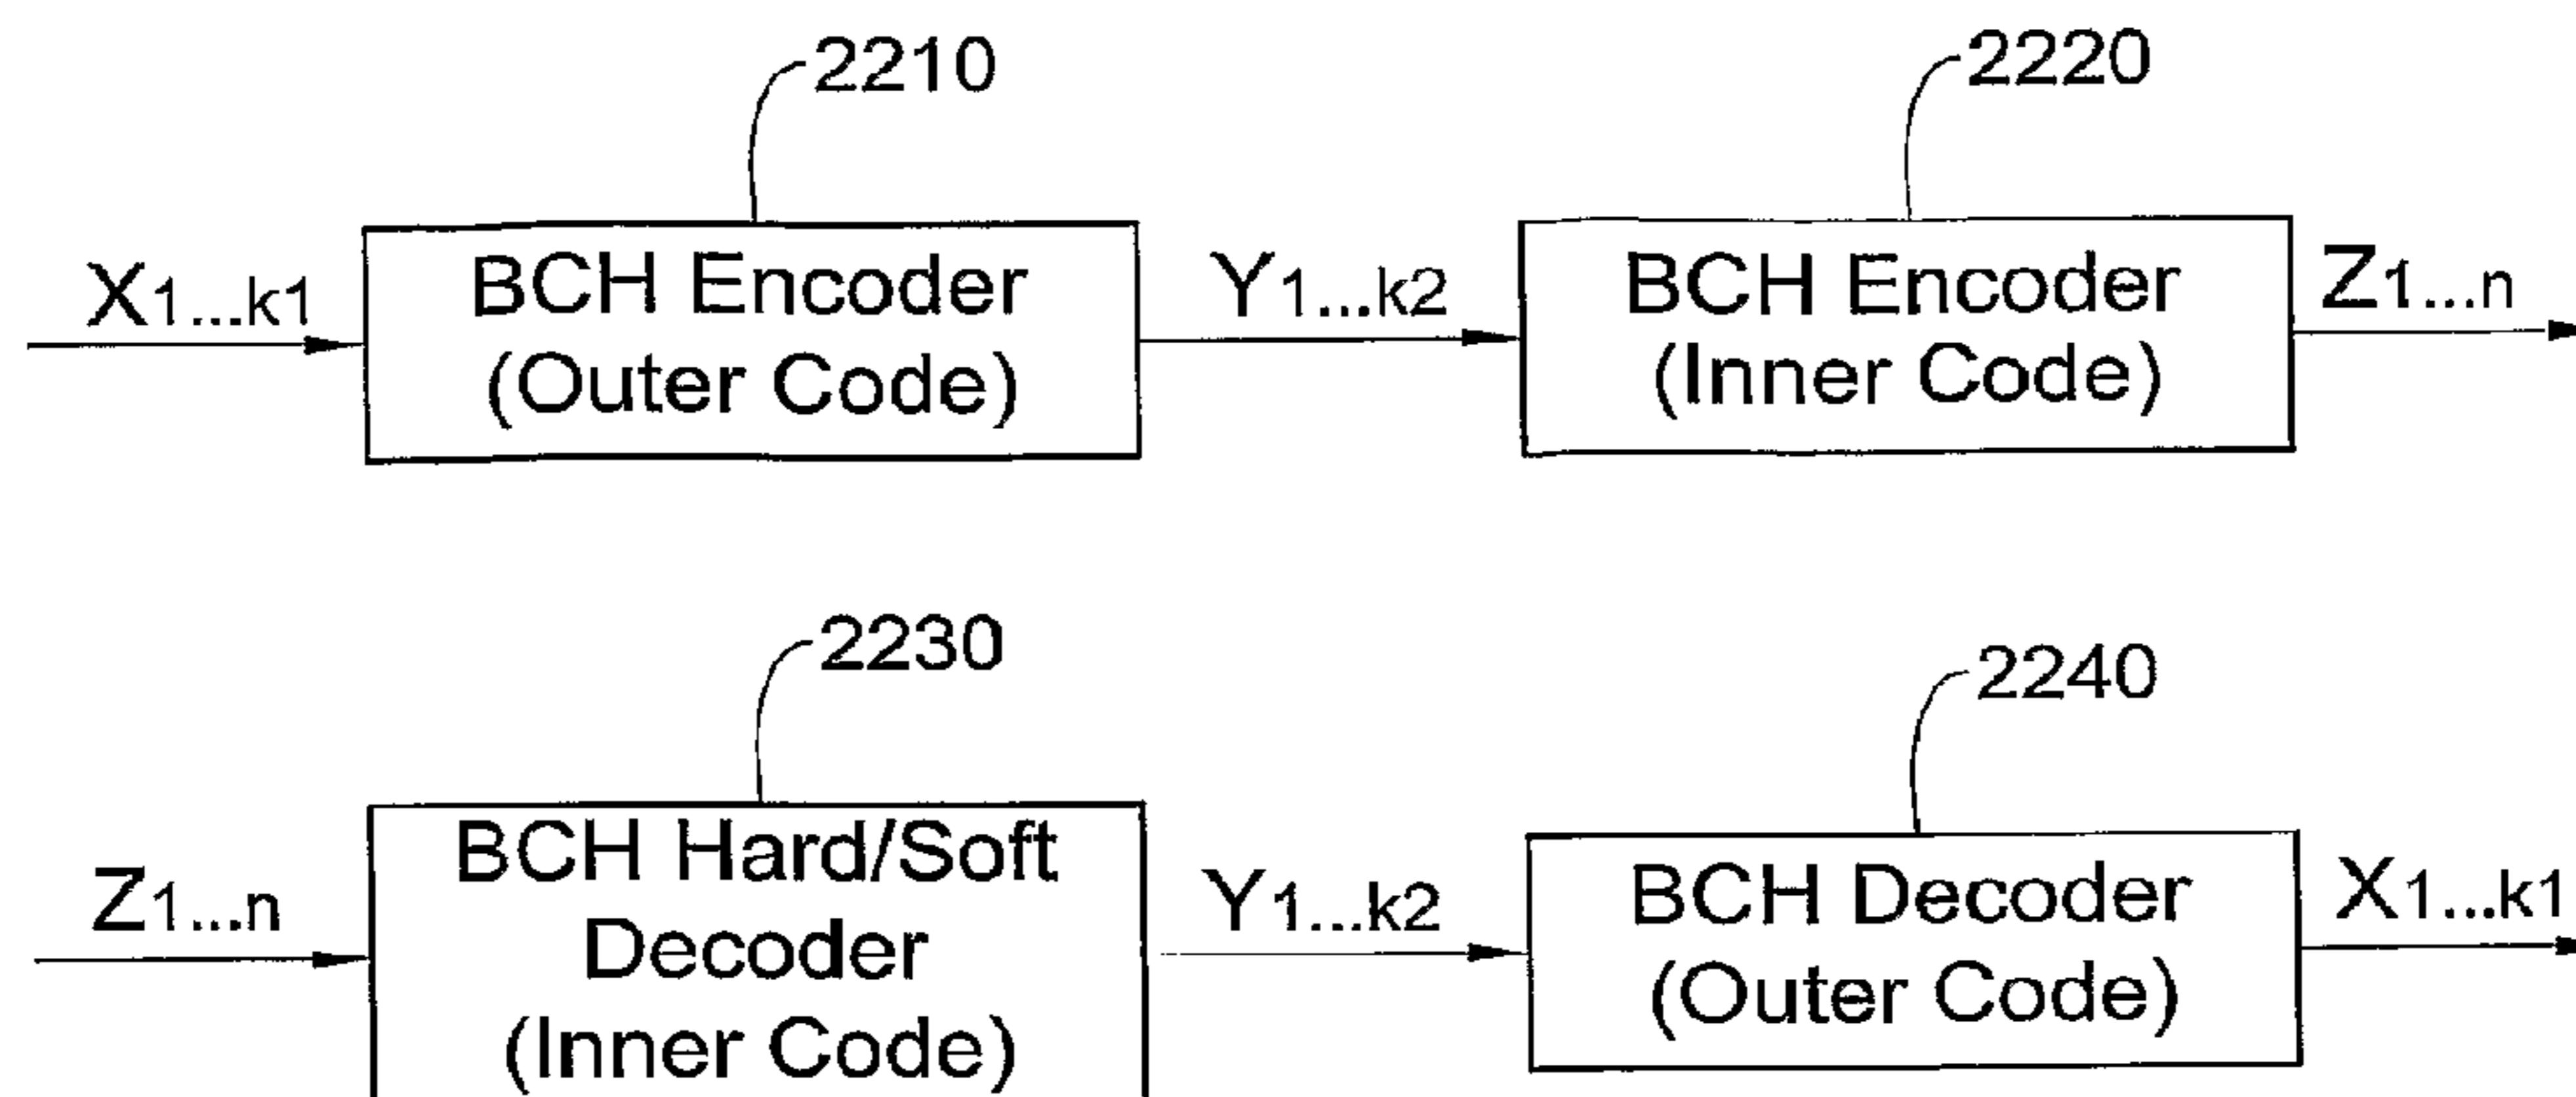 2210
2220
X1...k1
BCH Encoder
(Outer Code)
Y1...k2
BCH Encoder
(Inner Code)
Z1...n
2230
2240
Z1...n
BCH Hard/Soft
Decoder
(Inner Code)
Y1...k2
BCH Decoder
(Outer Code)
X1...k1